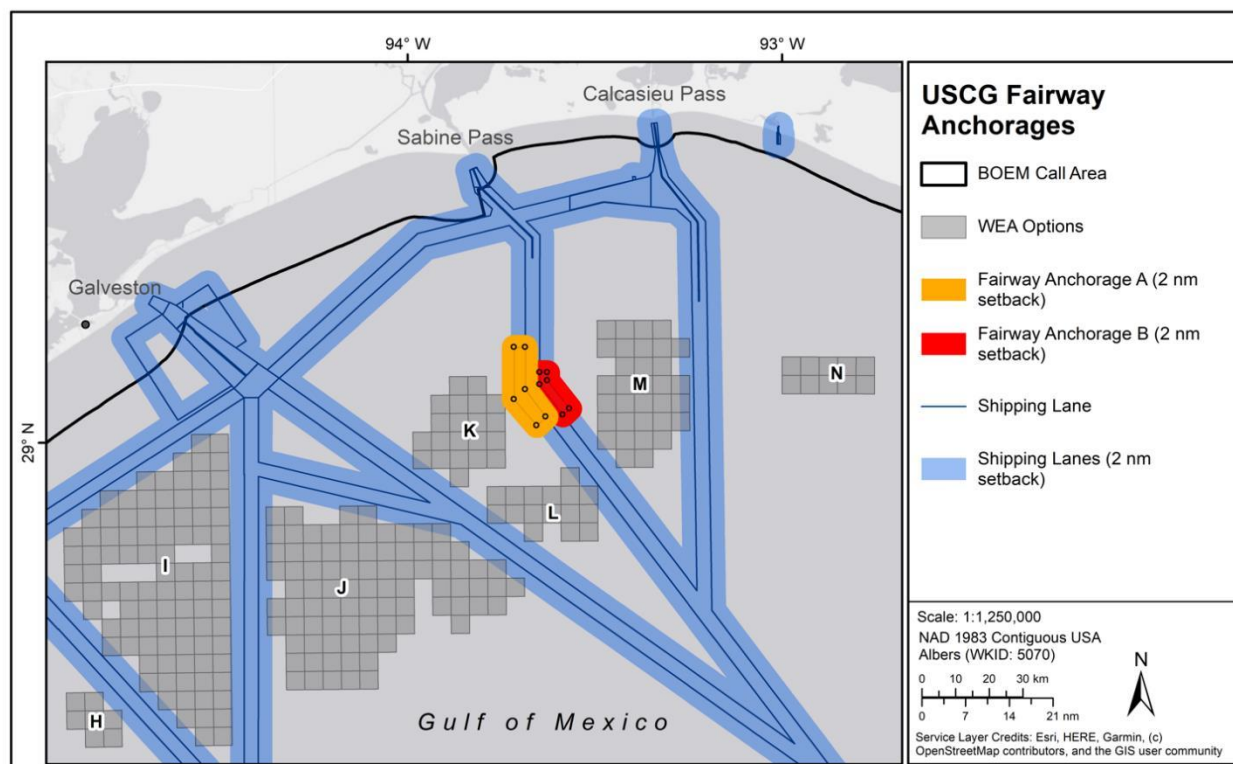 94° W
93° W
Calcasieu Pass
Sabine Pass
Galveston
29° N
M
N
K
L
I
J
H
Gulf of Mexico
USCG Fairway
Anchorages
BOEM Call Area
WEA Options
Fairway Anchorage A (2 nm
setback)
Fairway Anchorage B (2 nm
setback)
Shipping Lane
Shipping Lanes (2 nm
setback)
Scale: 1:1,250,000
NAD 1983 Contiguous USA
Albers (WKID: 5070)
N
0 10 20 30 km
0 7 14 21 nm
Service Layer Credits: Esri, HERE, Garmin, (c)
OpenStreetMap contributors, and the GIS user community